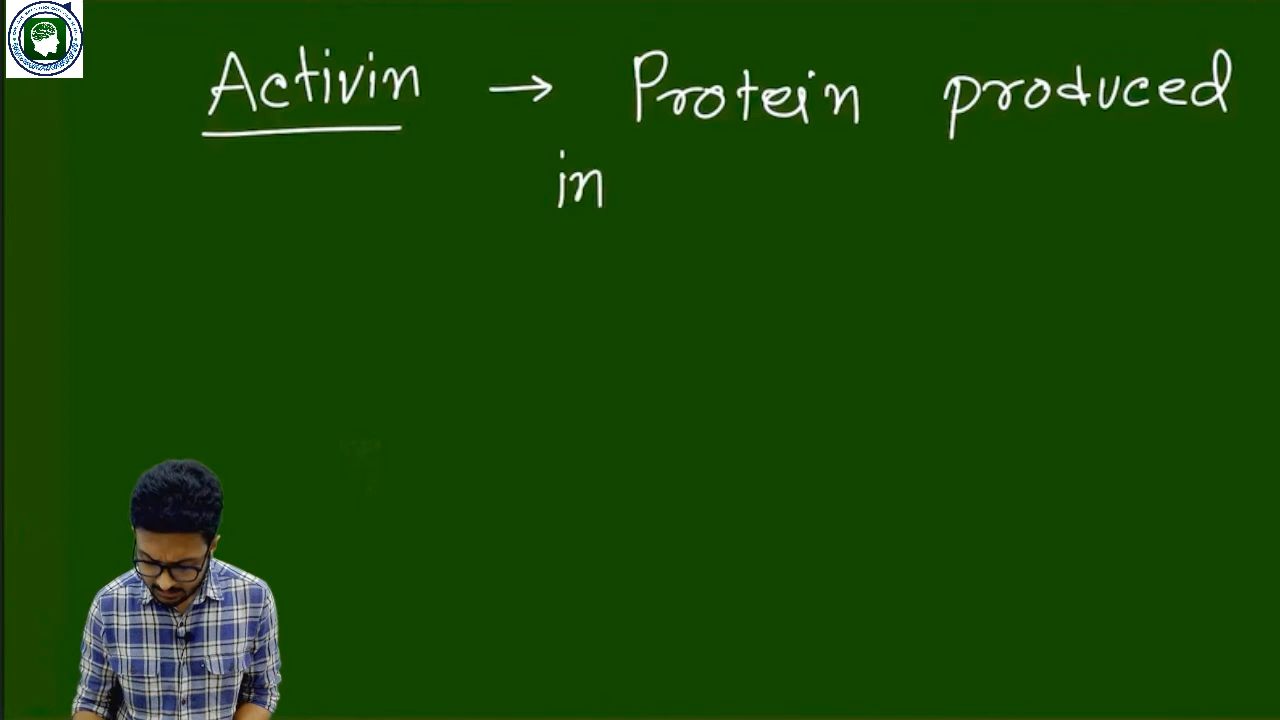 Activin → Protein produced
in